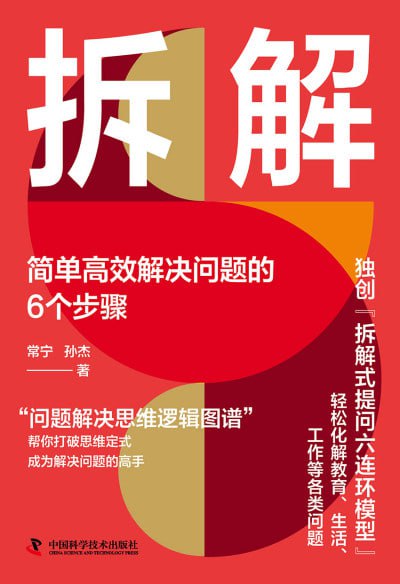 拆解
简单高效解决问题的
6个步骤
常宁 孙杰
——著
独创『拆解式提问六连环模型』
轻松化解教育、生活、
工作等各类问题
“问题解决思维逻辑图谱”
帮你打破思维定式
成为解决问题的高手
中国科学技术出版社
CHINA SCIENCE AND TECHNOLOGY PRESS